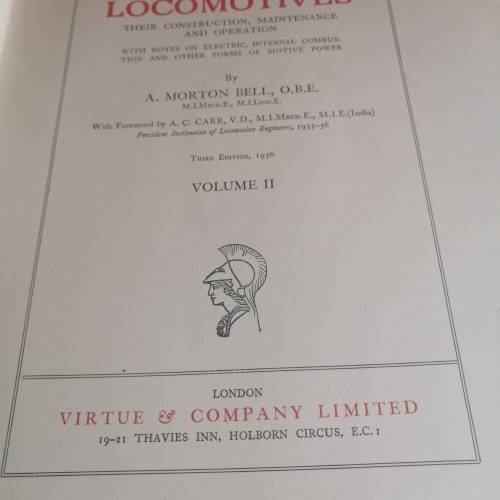 LOCOMOTIVES
THEIR CONSTRUCTION, MAINTENANCE
AND OPERATION
WITH NOTES ON ELECTRIC, INTERNAL COMBUS-
TION AND OTHER FORMS OF MOTIVE POWER
By
A. MORTON BELL, O.B.E.
M.I.Mech.E., M.I.Loco.E.
With Foreword by A. C. CARR, V.D., M.I.Mech.E., M.I.E.(India)
President Institution of Locomotive Engineers, 1935-36
Third Edition, 1936
VOLUME II
LONDON
VIRTUE & COMPANY LIMITED
19-21 THAVIES INN, HOLBORN CIRCUS, E.C.1